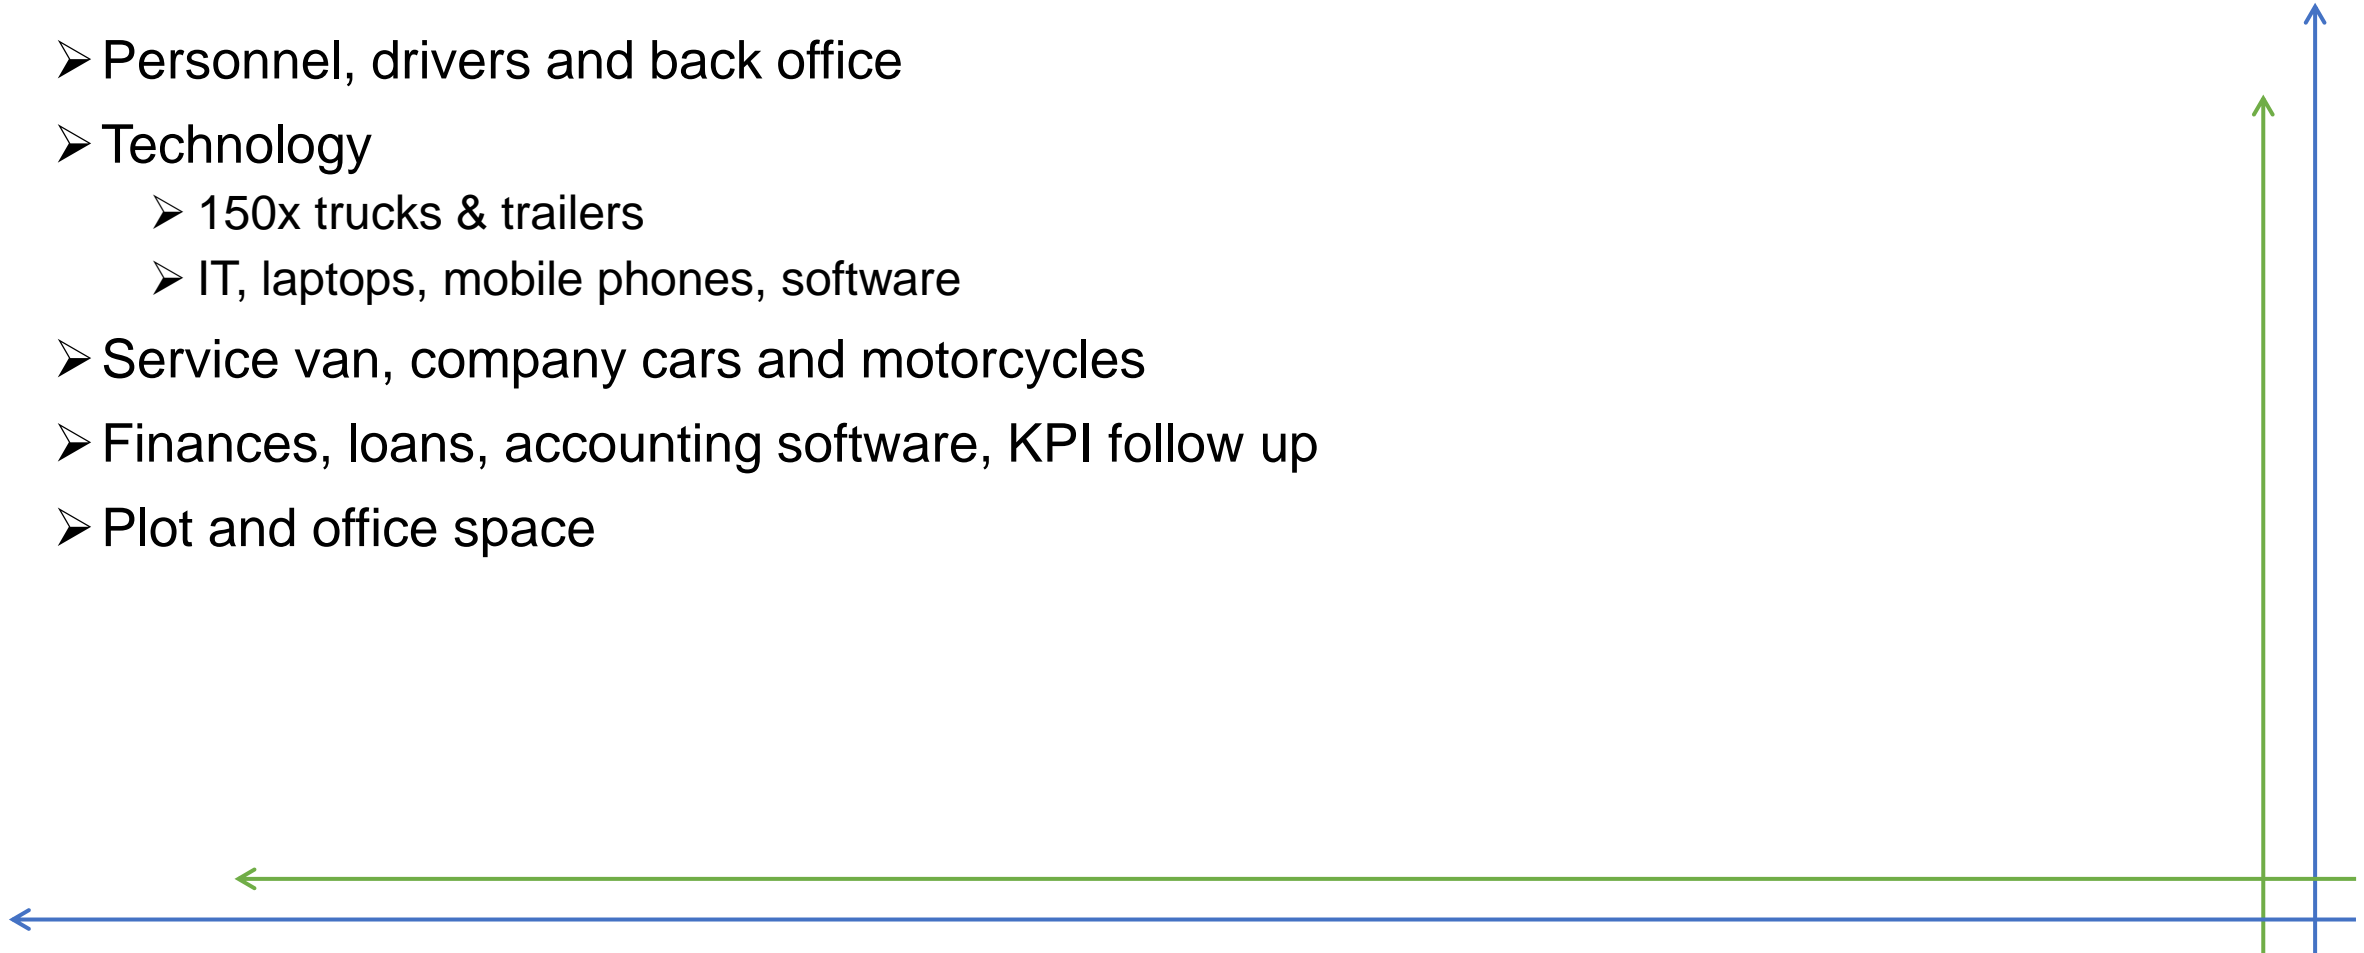 Personnel, drivers and back office
Technology
150x trucks & trailers
IT, laptops, mobile phones, software
Service van, company cars and motorcycles
Finances, loans, accounting software, KPI follow up
Plot and office space